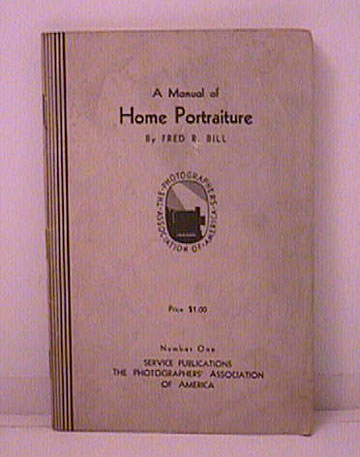 A Manual of
Home Portraiture
By FRED R. BILL
THE · PHOTOGRAPHERS
ASSOCIATION OF AMERICA
Price $1.00
Number One
SERVICE PUBLICATIONS
THE PHOTOGRAPHERS' ASSOCIATION
OF AMERICA